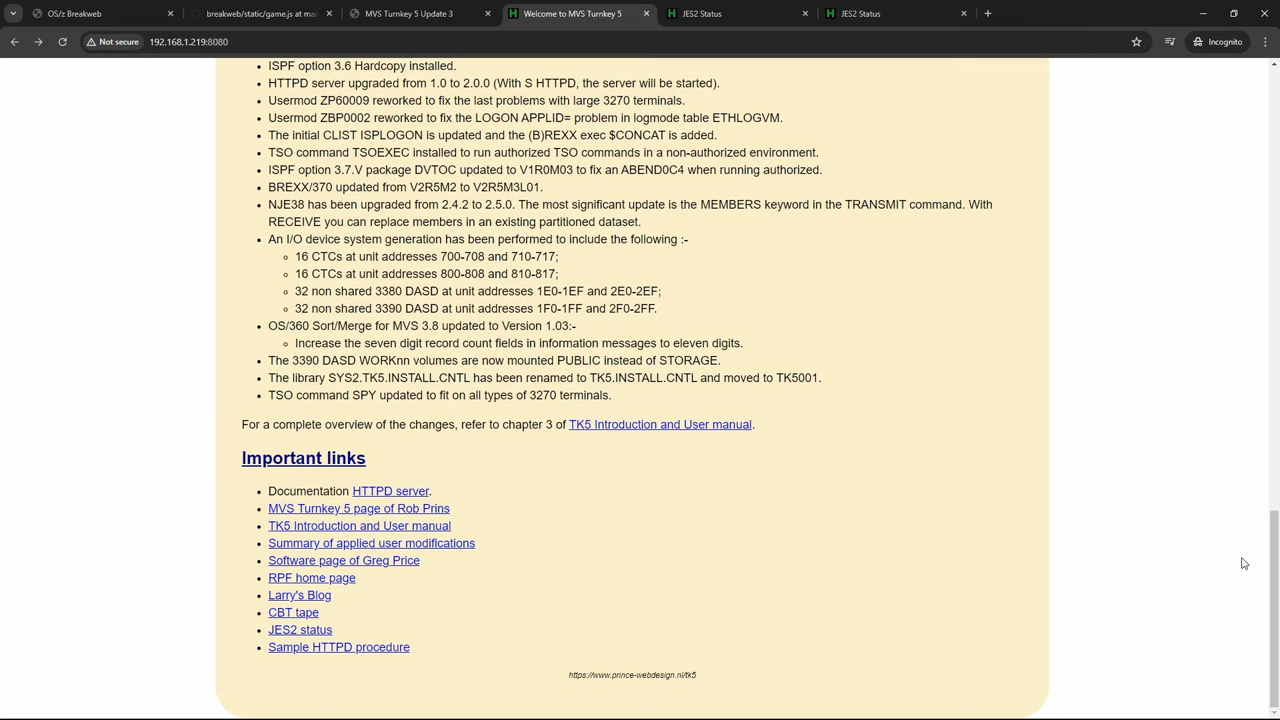 OS/z Breakweb
breakweb/static/game.js at ma
MVS Turnkey 5 Update 3
Welcome to MVS Turnkey 5
JES2 Status
JES2 Status
Not secure
192.168.1.219:8080
Incognito
ISPF option 3.6 Hardcopy installed.
HTTPD server upgraded from 1.0 to 2.0.0 (With S HTTPD, the server will be started).
Usermod ZP60009 reworked to fix the last problems with large 3270 terminals.
Usermod ZBP0002 reworked to fix the LOGON APPLID= problem in logmode table ETHLOGVM.
The initial CLIST ISPLOGON is updated and the (B)REXX exec $CONCAT is added.
TSO command TSOEXEC installed to run authorized TSO commands in a non-authorized environment.
ISPF option 3.7.V package DVTOC updated to V1R0M03 to fix an ABEND0C4 when running authorized.
BREXX/370 updated from V2R5M2 to V2R5M3L01.
NJE38 has been upgraded from 2.4.2 to 2.5.0. The most significant update is the MEMBERS keyword in the TRANSMIT command. With
RECEIVE you can replace members in an existing partitioned dataset.
An I/O device system generation has been performed to include the following :-
16 CTCs at unit addresses 700-708 and 710-717;
16 CTCs at unit addresses 800-808 and 810-817;
32 non shared 3380 DASD at unit addresses 1E0-1EF and 2E0-2EF;
32 non shared 3390 DASD at unit addresses 1F0-1FF and 2F0-2FF.
OS/360 Sort/Merge for MVS 3.8 updated to Version 1.03:-
Increase the seven digit record count fields in information messages to eleven digits.
The 3390 DASD WORKnn volumes are now mounted PUBLIC instead of STORAGE.
The library SYS2.TK5.INSTALL.CNTL has been renamed to TK5.INSTALL.CNTL and moved to TK5001.
TSO command SPY updated to fit on all types of 3270 terminals.
For a complete overview of the changes, refer to chapter 3 of TK5 Introduction and User manual.
Important links
Documentation HTTPD server.
MVS Turnkey 5 page of Rob Prins
TK5 Introduction and User manual
Summary of applied user modifications
Software page of Greg Price
RPF home page
Larry's Blog
CBT tape
JES2 status
Sample HTTPD procedure
https://www.prince-webdesign.nl/tk5